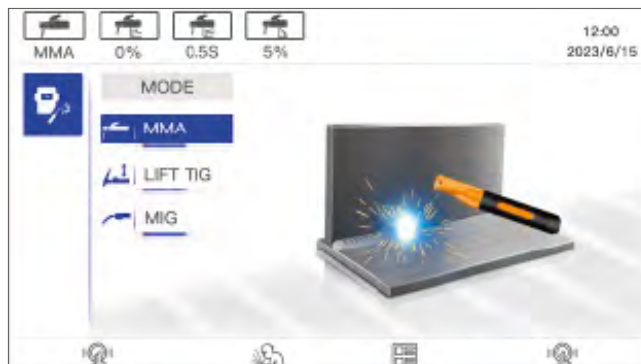 MMA 0% 0.5S 5%
12:00
2023/6/15
MODE
MMA
LIFT TIG
MIG